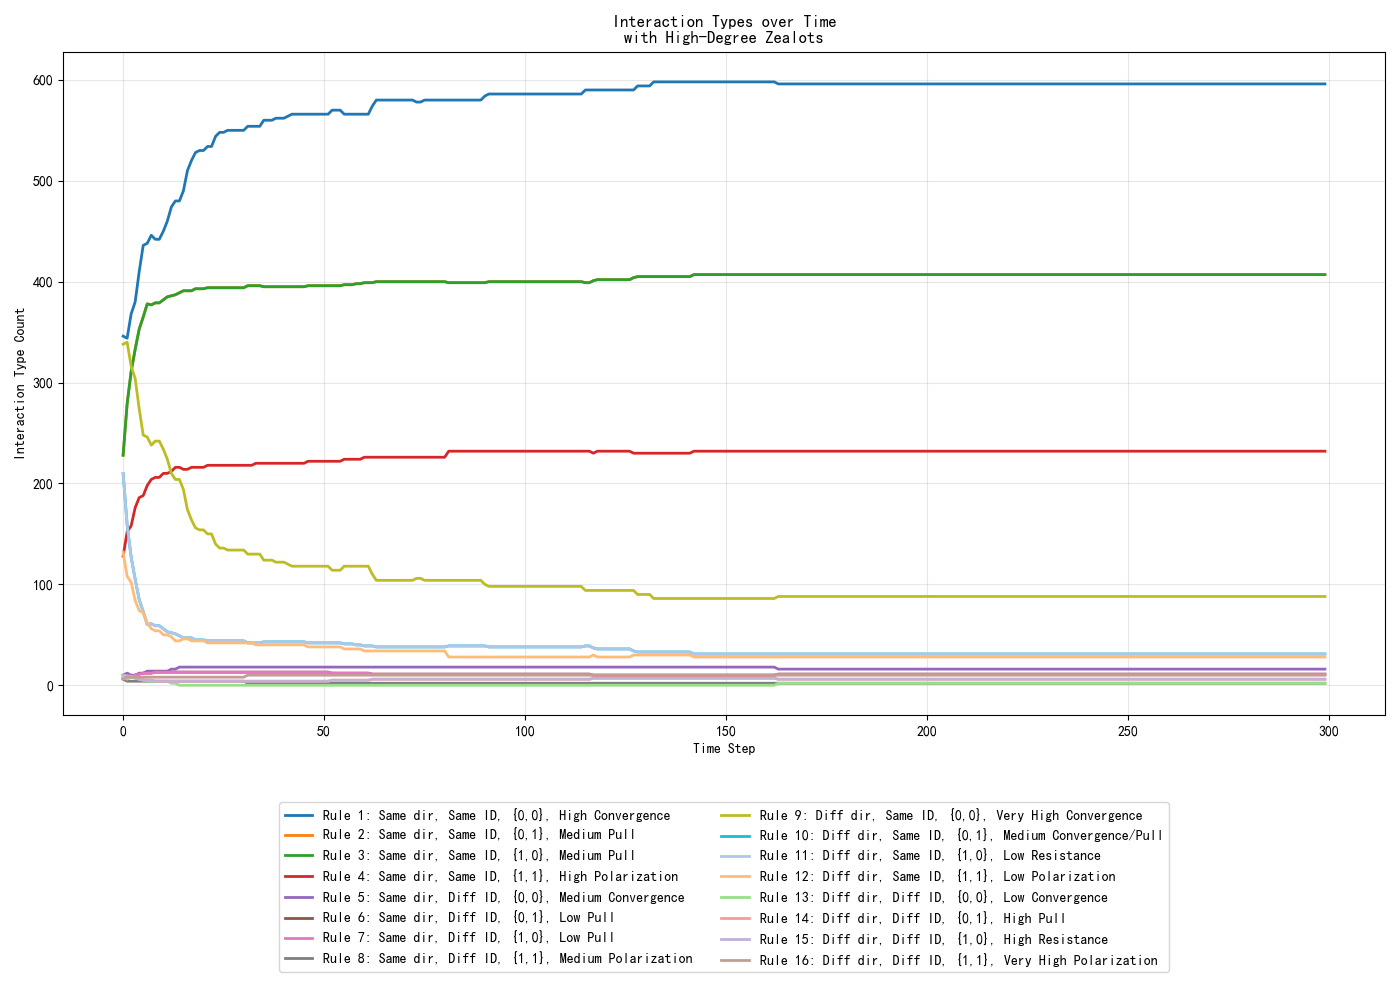 Interaction Types over Time
with High-Degree Zealots
Interaction Type Count
600
500
400
300
200
100
0
0
50
100
150
200
250
300
Time Step
Rule 1: Same dir, Same ID, {0,0}, High Convergence
Rule 2: Same dir, Same ID, {0,1}, Medium Pull
Rule 3: Same dir, Same ID, {1,0}, Medium Pull
Rule 4: Same dir, Same ID, {1,1}, High Polarization
Rule 5: Same dir, Diff ID, {0,0}, Medium Convergence
Rule 6: Same dir, Diff ID, {0,1}, Low Pull
Rule 7: Same dir, Diff ID, {1,0}, Low Pull
Rule 8: Same dir, Diff ID, {1,1}, Medium Polarization
Rule 9: Diff dir, Same ID, {0,0}, Very High Convergence
Rule 10: Diff dir, Same ID, {0,1}, Medium Convergence/Pull
Rule 11: Diff dir, Same ID, {1,0}, Low Resistance
Rule 12: Diff dir, Same ID, {1,1}, Low Polarization
Rule 13: Diff dir, Diff ID, {0,0}, Low Convergence
Rule 14: Diff dir, Diff ID, {0,1}, High Pull
Rule 15: Diff dir, Diff ID, {1,0}, High Resistance
Rule 16: Diff dir, Diff ID, {1,1}, Very High Polarization